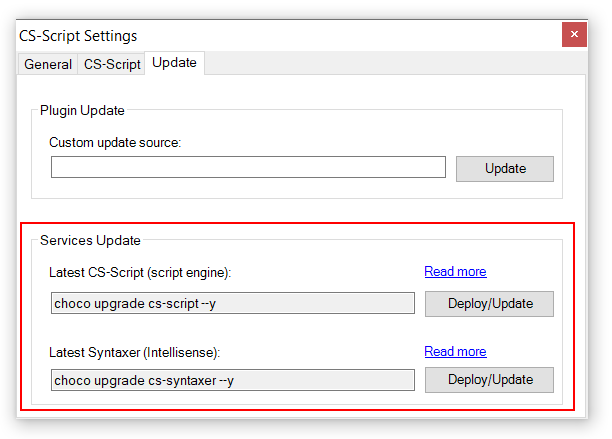 CS-Script Settings
General CS-Script Update
Plugin Update
Custom update source:
Update
Services Update
Latest CS-Script (script engine): Read more
choco upgrade cs-script --y Deploy/Update
Latest Syntaxer (Intellisense): Read more
choco upgrade cs-syntaxer --y Deploy/Update